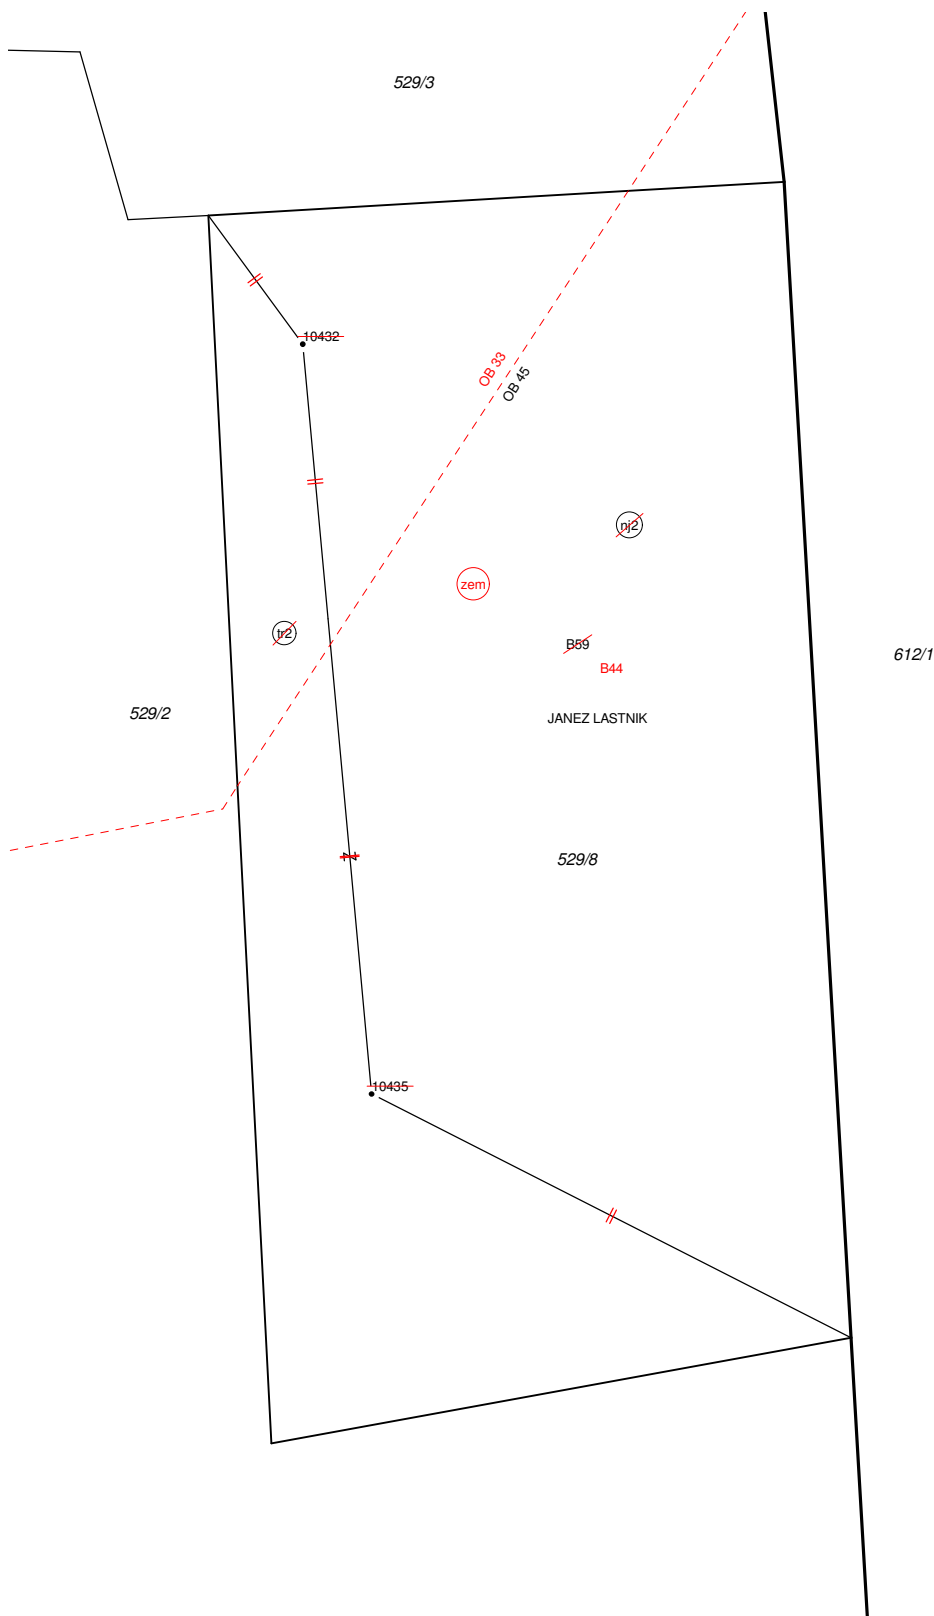 529/3
10432
OB 33
OB 45
nj2
zem
tr2
B59
B44
612/1
529/2
JANEZ LASTNIK
529/8
10435